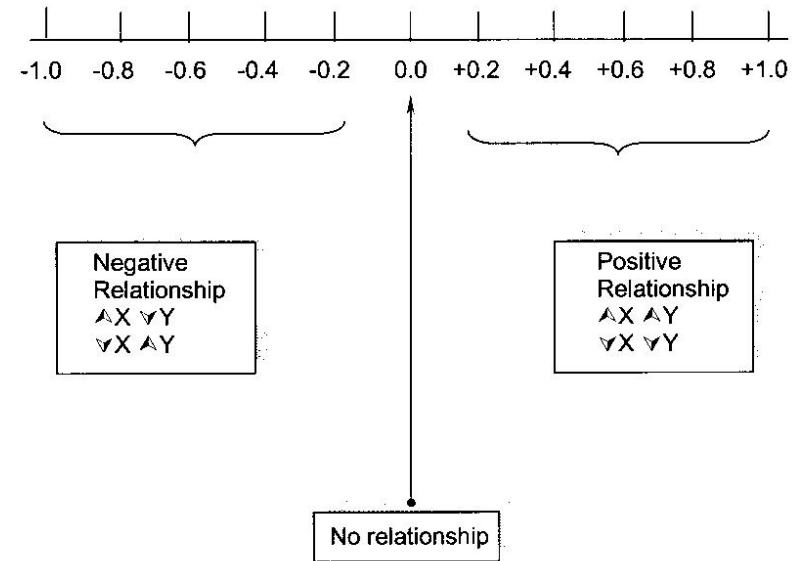 -1.0 -0.8 -0.6 -0.4 -0.2 0.0 +0.2 +0.4 +0.6 +0.8 +1.0
Negative
Relationship
⮝X ⮟Y
⮟X ⮝Y
Positive
Relationship
⮝X ⮝Y
⮟X ⮟Y
No relationship